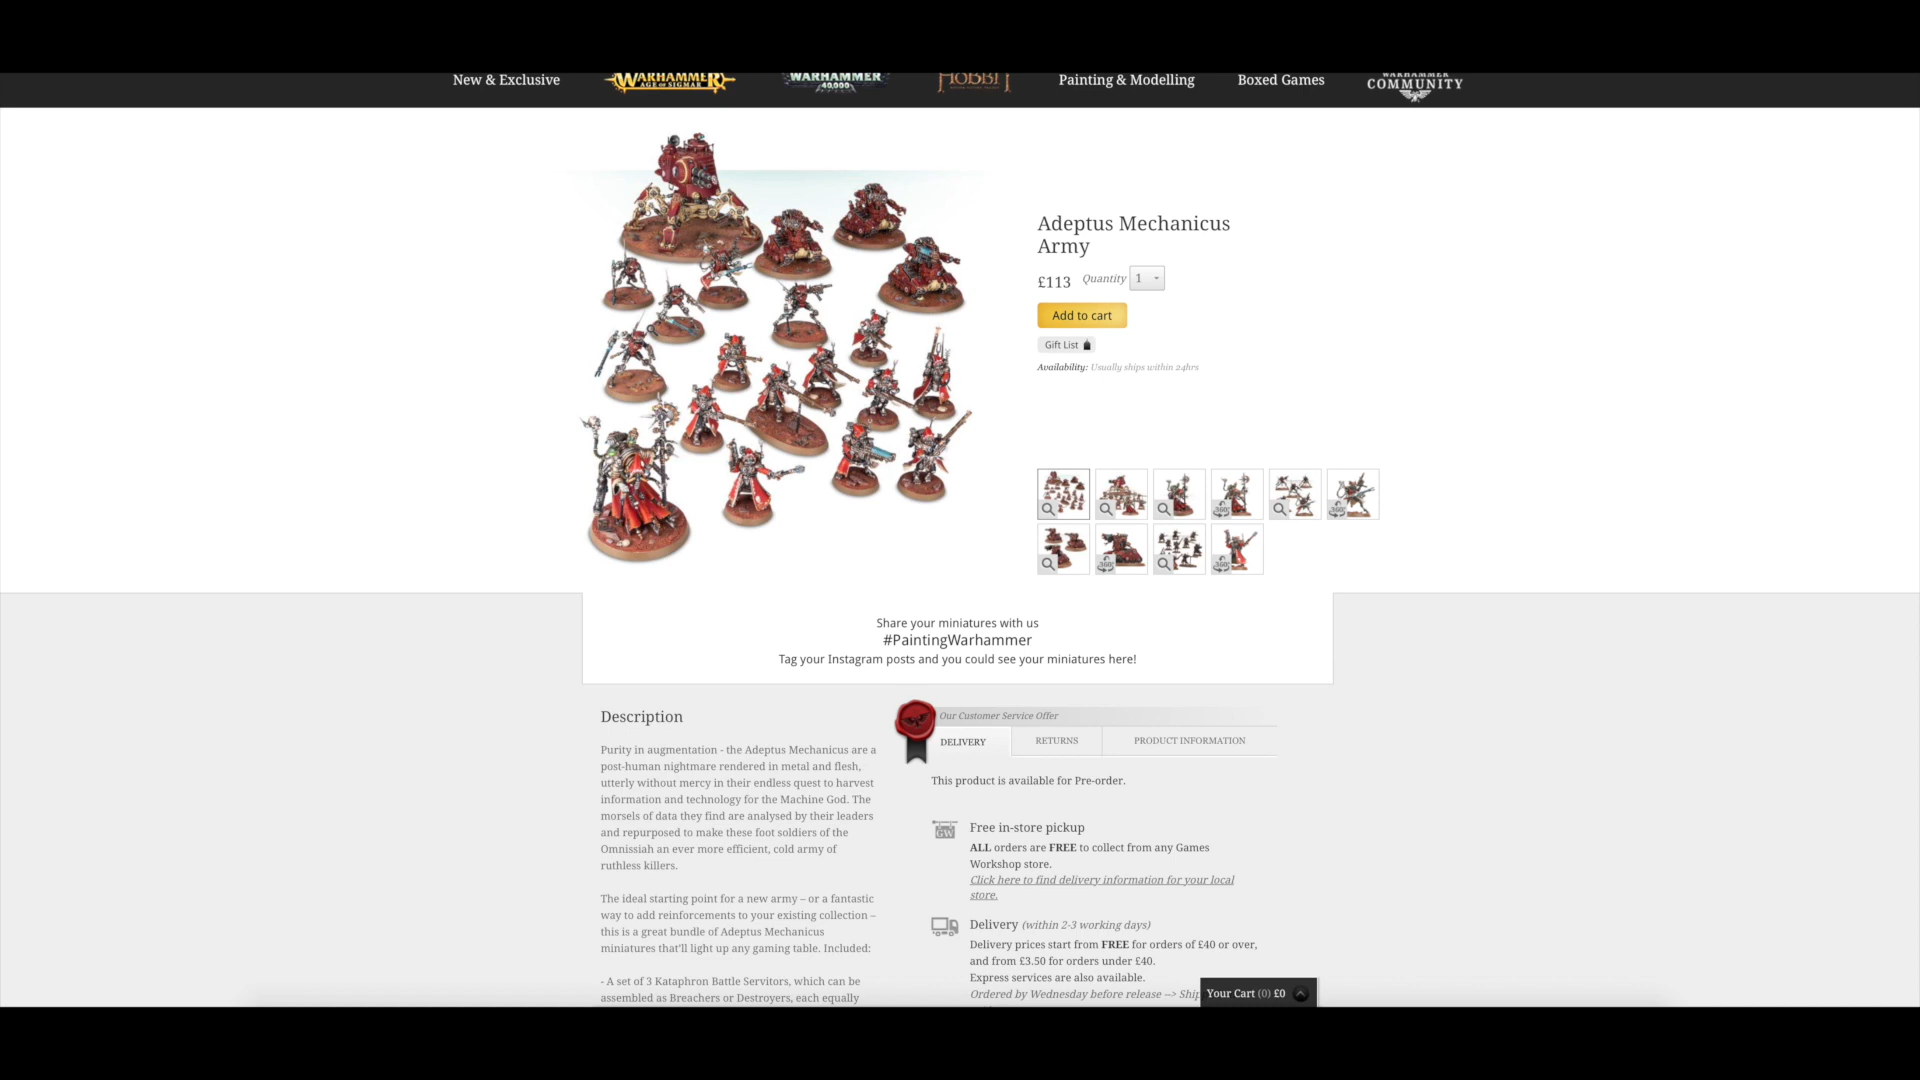 New & Exclusive
WARHAMMER
AGE OF SIGMAR
WARHAMMER
40,000
HOBBIT
Painting & Modelling
Boxed Games
WARHAMMER
COMMUNITY
Adeptus Mechanicus
Army
£113 Quantity 1
Add to cart
Gift List
Availability: Usually ships within 24hrs
360°
360°
360°
360°
Share your miniatures with us
#PaintingWarhammer
Tag your Instagram posts and you could see your miniatures here!
Description
Purity in augmentation - the Adeptus Mechanicus are a
post-human nightmare rendered in metal and flesh,
utterly without mercy in their endless quest to harvest
information and technology for the Machine God. The
morsels of data they find are analysed by their leaders
and repurposed to make these foot soldiers of the
Omnissiah an ever more efficient, cold army of
ruthless killers.
The ideal starting point for a new army – or a fantastic
way to add reinforcements to your existing collection –
this is a great bundle of Adeptus Mechanicus
miniatures that'll light up any gaming table. Included:
- A set of 3 Kataphron Battle Servitors, which can be
assembled as Breachers or Destroyers, each equally
Our Customer Service Offer
DELIVERY
RETURNS
PRODUCT INFORMATION
This product is available for Pre-order.
GW
Free in-store pickup
ALL orders are FREE to collect from any Games
Workshop store.
Click here to find delivery information for your local
store.
Delivery (within 2-3 working days)
Delivery prices start from FREE for orders of £40 or over,
and from £3.50 for orders under £40.
Express services are also available.
Ordered by Wednesday before release --> Ship
Your Cart (0) £0